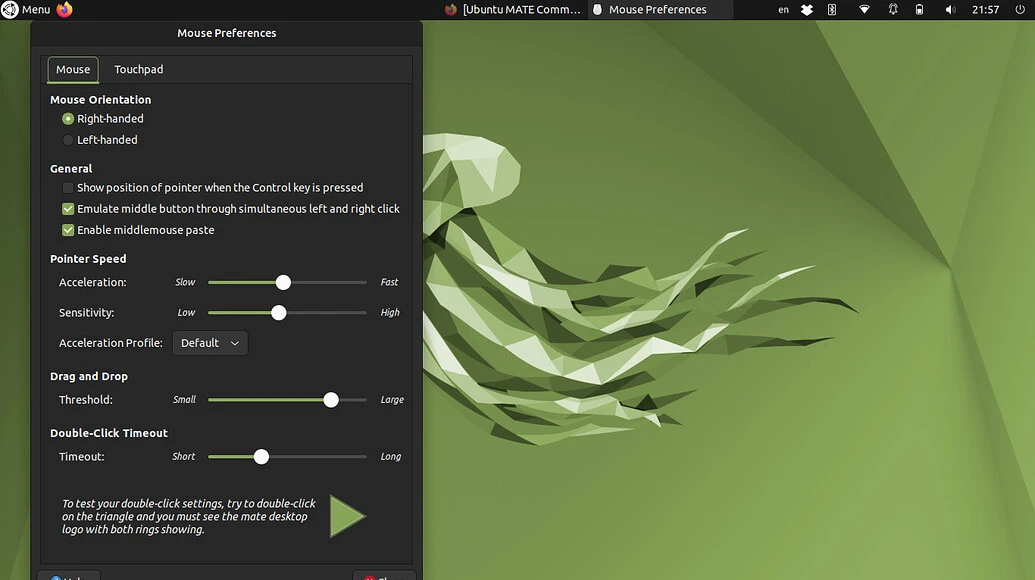 Menu
[Ubuntu MATE Comm...
Mouse Preferences
en
21:57
Mouse Preferences
Mouse
Touchpad
Mouse Orientation
Right-handed
Left-handed
General
Show position of pointer when the Control key is pressed
Emulate middle button through simultaneous left and right click
Enable middlemouse paste
Pointer Speed
Acceleration: Slow Fast
Sensitivity: Low High
Acceleration Profile: Default
Drag and Drop
Threshold: Small Large
Double-Click Timeout
Timeout: Short Long
To test your double-click settings, try to double-click
on the triangle and you must see the mate desktop
logo with both rings showing.